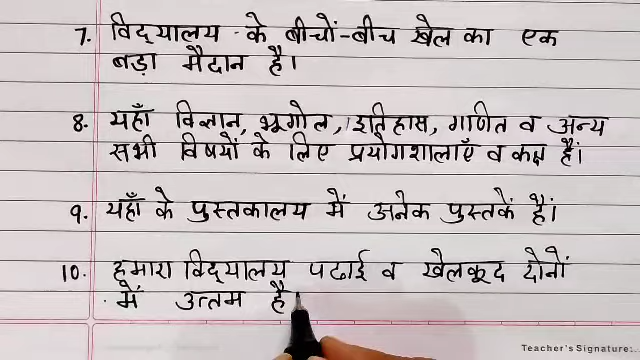 7. विद्यालय के बीचों-बीच खेल का एक
बड़ा मैदान है।
8. यहाँ विज्ञान, भूगोल, इतिहास, गणित व अन्य
सभी विषयों के लिए प्रयोगशालाएँ व कक्ष हैं।
9. यहाँ के पुस्तकालय में अनेक पुस्तकें हैं।
10. हमारा विद्यालय पढाई व खेलकूद दोनों
में उत्तम है
Teacher's Signature:..